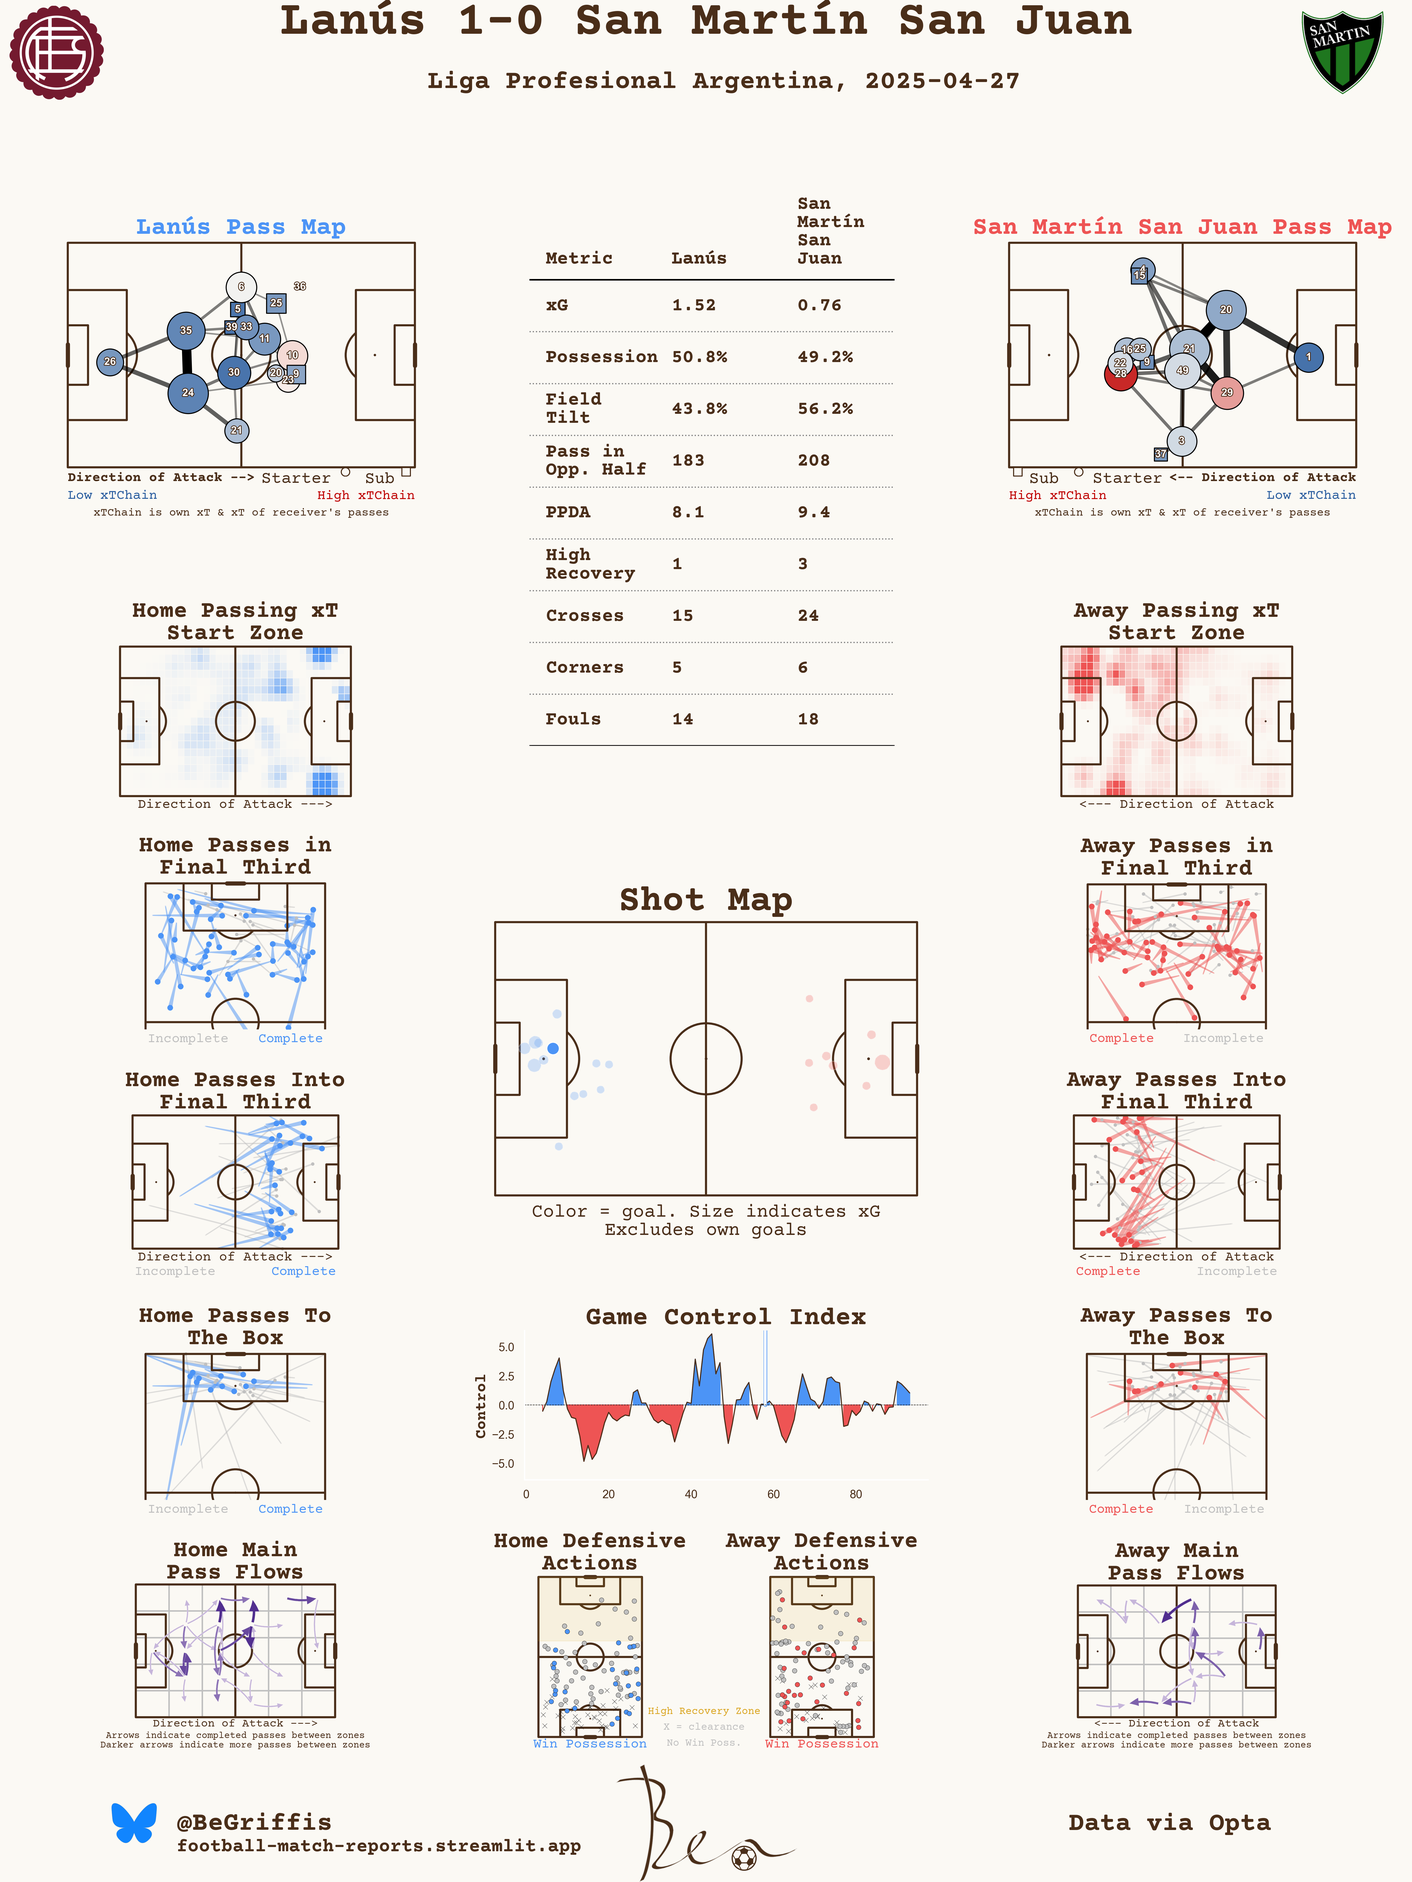 Lanús 1-0 San Martín San Juan
Liga Profesional Argentina, 2025-04-27
SAN
MARTIN
Lanús Pass Map
6
36
5
25
35
39
33
11
26
10
30
20
9
23
24
21
Direction of Attack --> Starter Sub
Low xTChain High xTChain
xTChain is own xT & xT of receiver's passes
Metric Lanús San
Martín
San
Juan
xG 1.52 0.76
Possession 50.8% 49.2%
Field
Tilt 43.8% 56.2%
Pass in
Opp. Half 183 208
PPDA 8.1 9.4
High
Recovery 1 3
Crosses 15 24
Corners 5 6
Fouls 14 18
San Martín San Juan Pass Map
4
15
20
16
25
21
1
22
9
28
49
29
3
37
Sub Starter <-- Direction of Attack
High xTChain Low xTChain
xTChain is own xT & xT of receiver's passes
Home Passing xT
Start Zone
Direction of Attack --->
Away Passing xT
Start Zone
<--- Direction of Attack
Home Passes in
Final Third
Incomplete Complete
Away Passes in
Final Third
Complete Incomplete
Shot Map
Color = goal. Size indicates xG
Excludes own goals
Home Passes Into
Final Third
Direction of Attack --->
Incomplete Complete
Away Passes Into
Final Third
<--- Direction of Attack
Complete Incomplete
Home Passes To
The Box
Incomplete Complete
Game Control Index
Control
5.0
2.5
0.0
−2.5
−5.0
0 20 40 60 80
Away Passes To
The Box
Complete Incomplete
Home Main
Pass Flows
Direction of Attack --->
Arrows indicate completed passes between zones
Darker arrows indicate more passes between zones
Home Defensive
Actions
Win Possession
High Recovery Zone
X = clearance
No Win Poss.
Away Defensive
Actions
Win Possession
Away Main
Pass Flows
<--- Direction of Attack
Arrows indicate completed passes between zones
Darker arrows indicate more passes between zones
@BeGriffis
football-match-reports.streamlit.app
Ben
Data via Opta